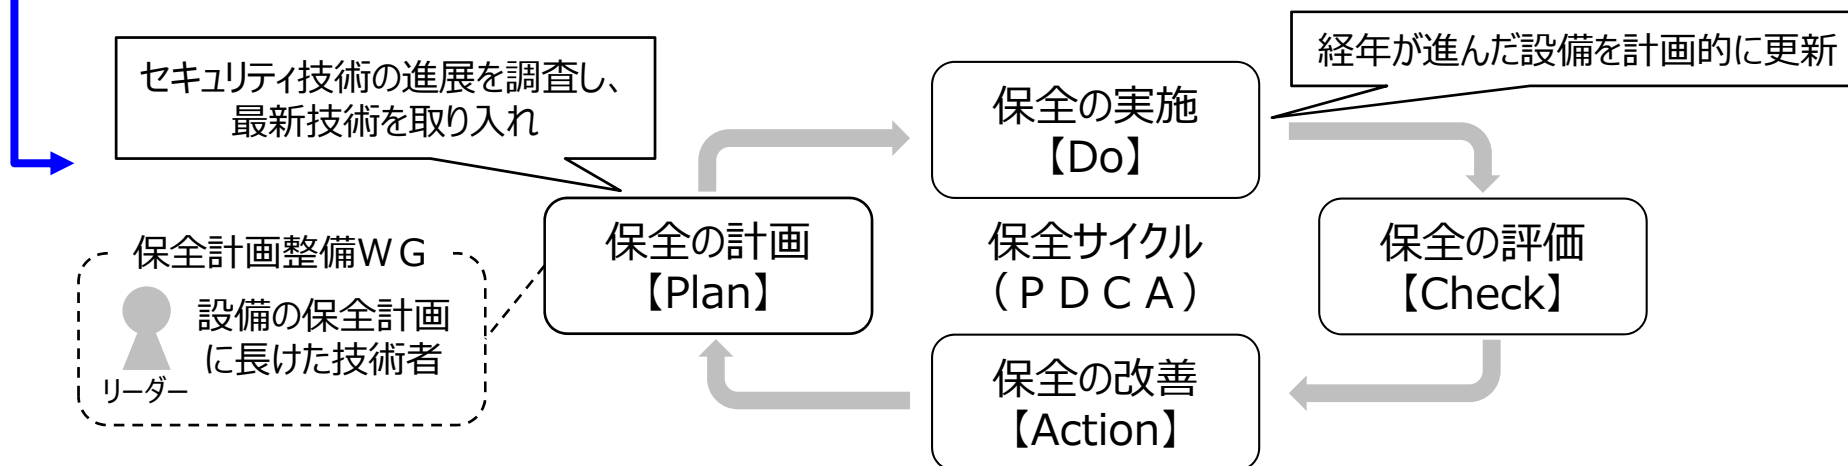 セキュリティ技術の進展を調査し、
最新技術を取り入れ
経年が進んだ設備を計画的に更新
保全の実施
【Do】
保全計画整備WG
設備の保全計画
に長けた技術者
リーダー
保全の計画
【Plan】
保全サイクル
（ＰＤＣＡ）
保全の評価
【Check】
保全の改善
【Action】